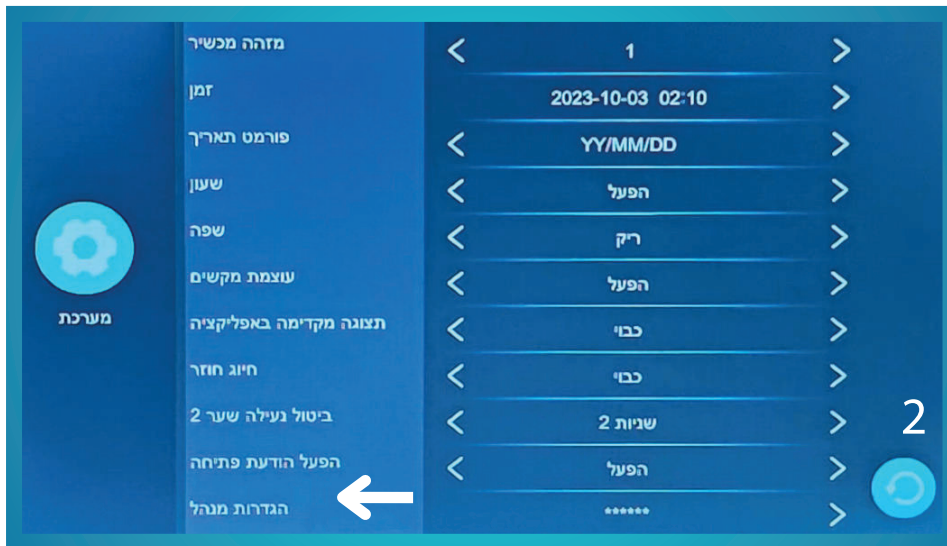 מזהה מכשיר
1
זמן
2023-10-03 02:10
פורמט תאריך
YY/MM/DD
שעון
הפעל
שפה
ריק
עוצמת מקשים
הפעל
תצוגה מקדימה באפליקציה
כבוי
חיוג חוזר
כבוי
ביטול נעילה שער 2
שניות 2
הפעל הודעת פתיחה
הפעל
הגדרות מנהל
******
מערכת
2